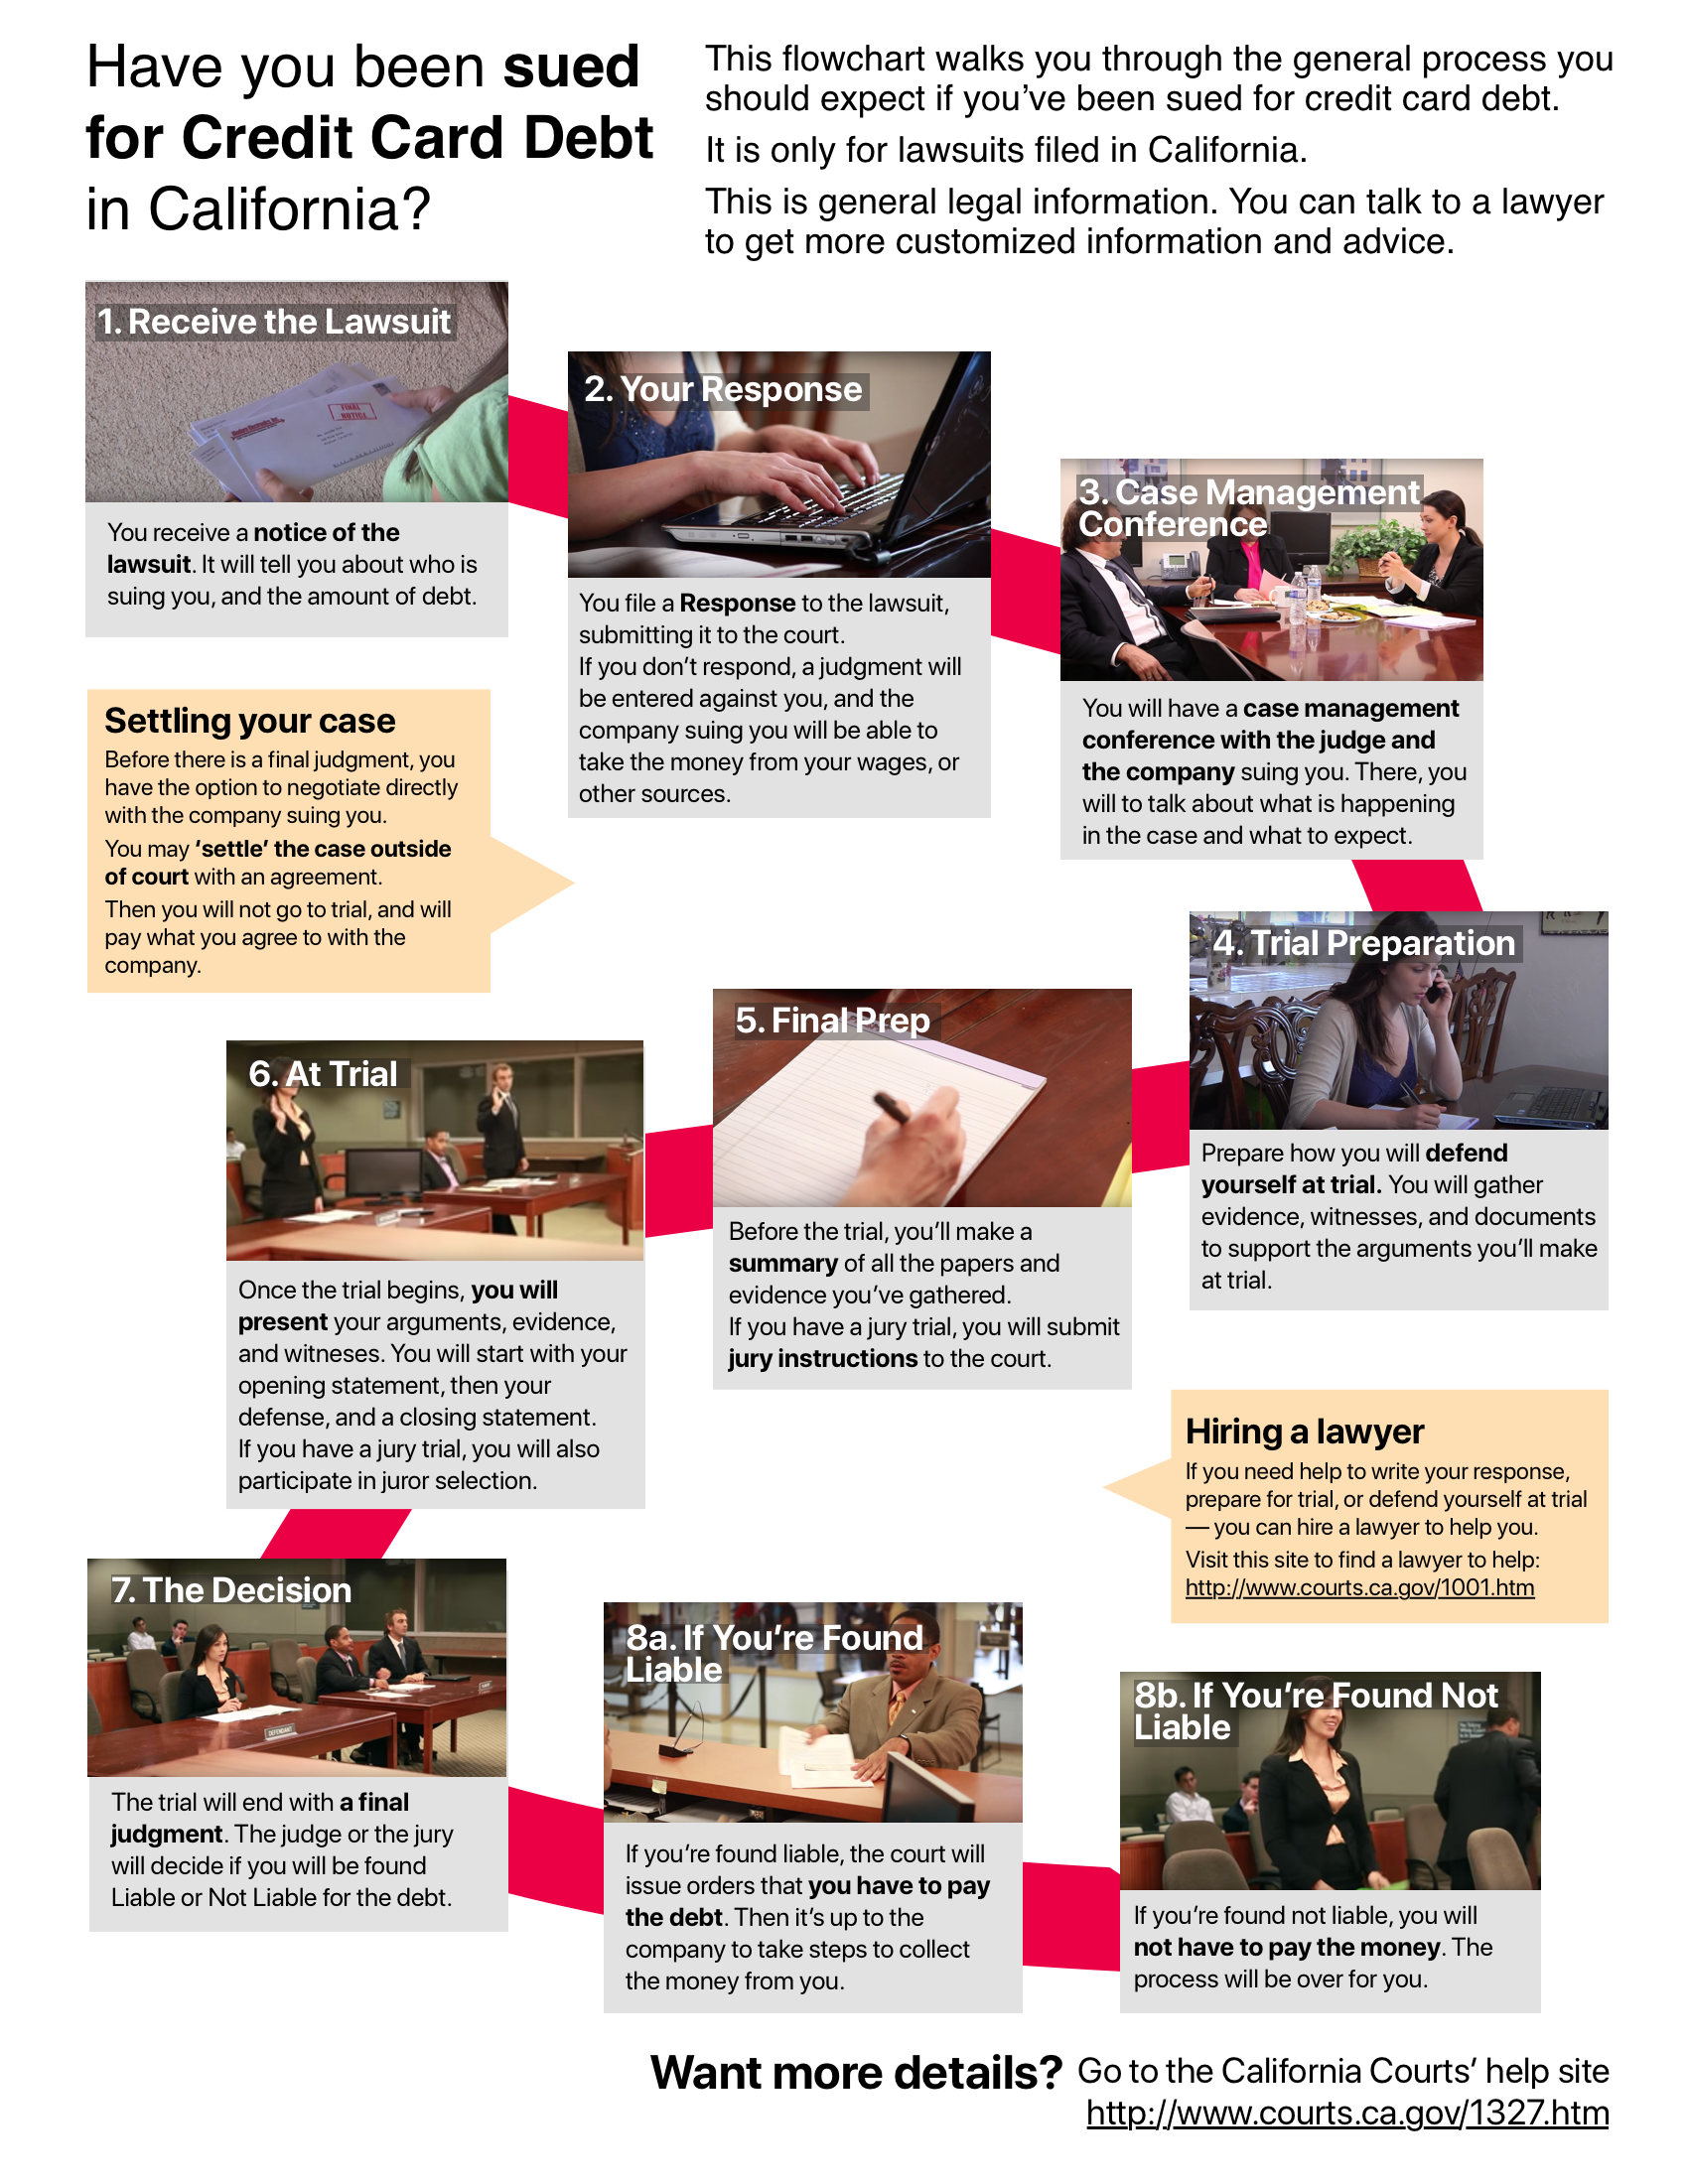 Have you been sued
for Credit Card Debt
in California?
This flowchart walks you through the general process you
should expect if you’ve been sued for credit card debt.
It is only for lawsuits filed in California.
This is general legal information. You can talk to a lawyer
to get more customized information and advice.
1. Receive the Lawsuit
FINAL
NOTICE
You receive a notice of the
lawsuit. It will tell you about who is
suing you, and the amount of debt.
2. Your Response
You file a Response to the lawsuit,
submitting it to the court.
If you don’t respond, a judgment will
be entered against you, and the
company suing you will be able to
take the money from your wages, or
other sources.
3. Case Management
Conference
You will have a case management
conference with the judge and
the company suing you. There, you
will to talk about what is happening
in the case and what to expect.
Settling your case
Before there is a final judgment, you
have the option to negotiate directly
with the company suing you.
You may ‘settle’ the case outside
of court with an agreement.
Then you will not go to trial, and will
pay what you agree to with the
company.
4. Trial Preparation
Prepare how you will defend
yourself at trial. You will gather
evidence, witnesses, and documents
to support the arguments you’ll make
at trial.
5. Final Prep
Before the trial, you’ll make a
summary of all the papers and
evidence you’ve gathered.
If you have a jury trial, you will submit
jury instructions to the court.
6. At Trial
Once the trial begins, you will
present your arguments, evidence,
and witneses. You will start with your
opening statement, then your
defense, and a closing statement.
If you have a jury trial, you will also
participate in juror selection.
Hiring a lawyer
If you need help to write your response,
prepare for trial, or defend yourself at trial
— you can hire a lawyer to help you.
Visit this site to find a lawyer to help:
http://www.courts.ca.gov/1001.htm
7. The Decision
DEFENDANT
The trial will end with a final
judgment. The judge or the jury
will decide if you will be found
Liable or Not Liable for the debt.
8a. If You’re Found
Liable
If you’re found liable, the court will
issue orders that you have to pay
the debt. Then it’s up to the
company to take steps to collect
the money from you.
8b. If You’re Found Not
Liable
If you’re found not liable, you will
not have to pay the money. The
process will be over for you.
Want more details? Go to the California Courts’ help site
http://www.courts.ca.gov/1327.htm